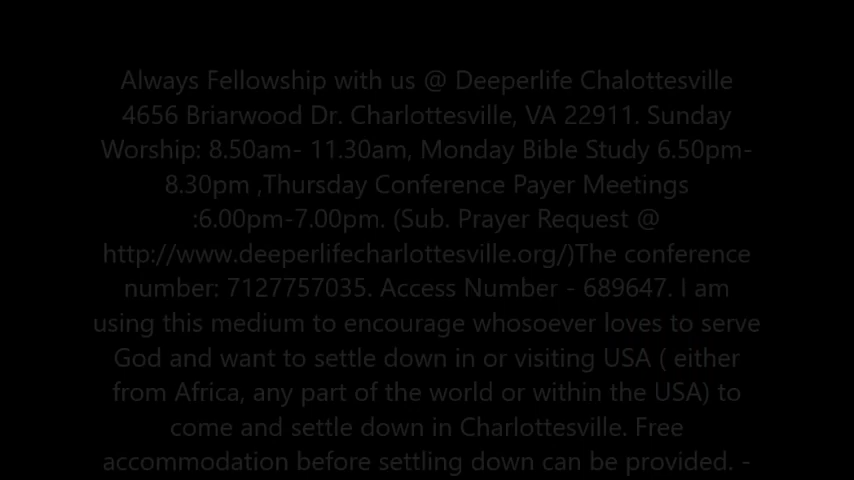 Always Fellowship with us @ Deeperlife Chalottesville
4656 Briarwood Dr. Charlottesville, VA 22911. Sunday
Worship: 8.50am- 11.30am, Monday Bible Study 6.50pm-
8.30pm ,Thursday Conference Payer Meetings
:6.00pm-7.00pm. (Sub. Prayer Request @
http://www.deeperlifecharlottesville.org/)The conference
number: 7127757035. Access Number - 689647. I am
using this medium to encourage whosoever loves to serve
God and want to settle down in or visiting USA ( either
from Africa, any part of the world or within the USA) to
come and settle down in Charlottesville. Free
accommodation before settling down can be provided. -